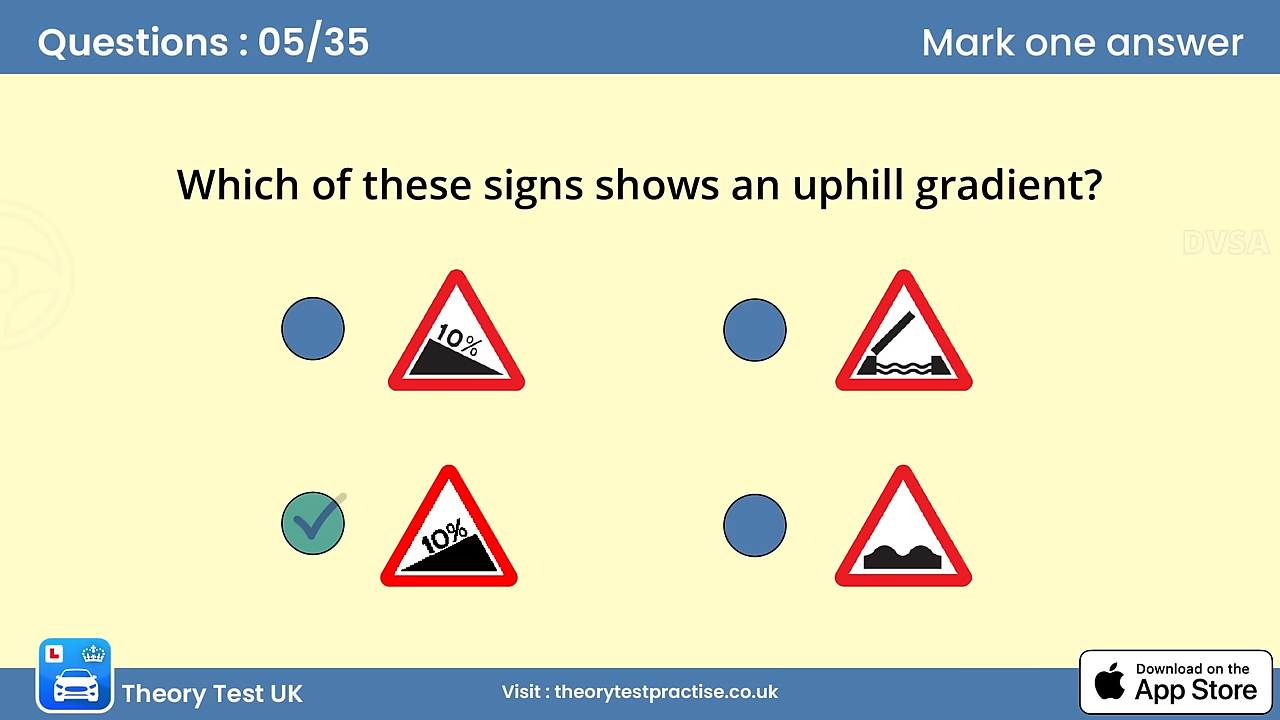 Questions : 05/35
Mark one answer
Which of these signs shows an uphill gradient?
DVSA
10%
10%
L
Theory Test UK
Visit : theorytestpractise.co.uk
Download on the
App Store